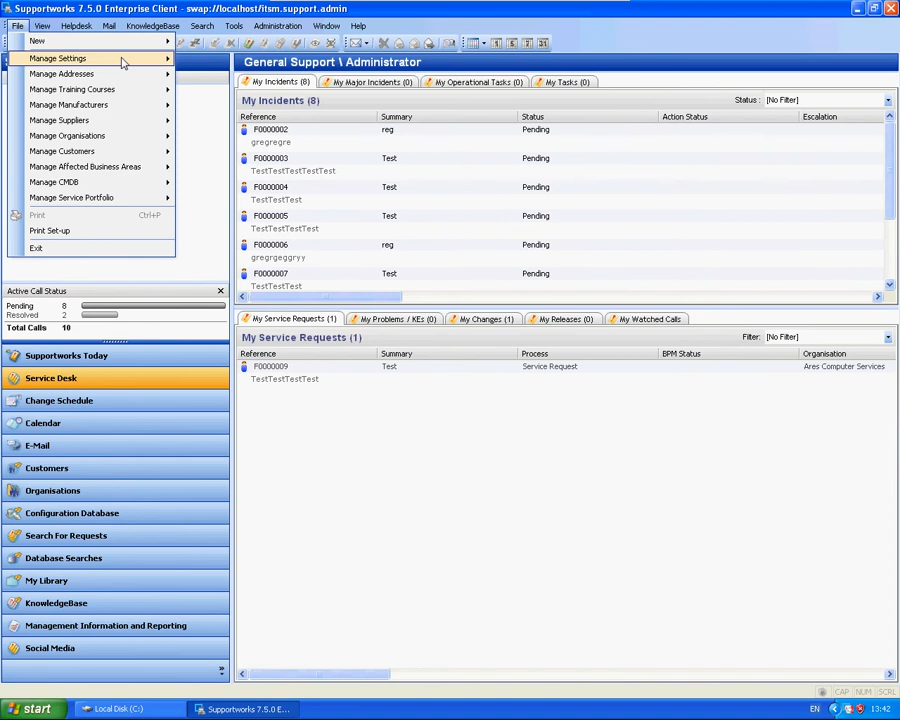 Supportworks 7.5.0 Enterprise Client - swap://localhost/itsm.support.admin
File View Helpdesk Mail KnowledgeBase Search Tools Administration Window Help
New
Manage Settings
Manage Addresses
Manage Training Courses
Manage Manufacturers
Manage Suppliers
Manage Organisations
Manage Customers
Manage Affected Business Areas
Manage CMDB
Manage Service Portfolio
Print Ctrl+P
Print Set-up
Exit
General Support \ Administrator
My Incidents (8) My Major Incidents (0) My Operational Tasks (0) My Tasks (0)
My Incidents (8) Status : [No Filter]
Reference Summary Status Action Status Escalation
F0000002 reg Pending
gregregre
F0000003 Test Pending
TestTestTestTestTest
F0000004 Test Pending
TestTestTest
F0000005 Test Pending
TestTestTestTest
F0000006 reg Pending
gregrgeggryy
F0000007 Test Pending
TestTestTest
Active Call Status
Pending 8
Resolved 2
Total Calls 10
My Service Requests (1) My Problems / KEs (0) My Changes (1) My Releases (0) My Watched Calls
My Service Requests (1) Filter: [No Filter]
Reference Summary Process BPM Status Organisation
F0000009 Test Service Request Ares Computer Services
TestTestTestTest
Supportworks Today
Service Desk
Change Schedule
Calendar
E-Mail
Customers
Organisations
Configuration Database
Search For Requests
Database Searches
My Library
KnowledgeBase
Management Information and Reporting
Social Media
CAP NUM SCRL
start Local Disk (C:) Supportworks 7.5.0 E... EN 13:42